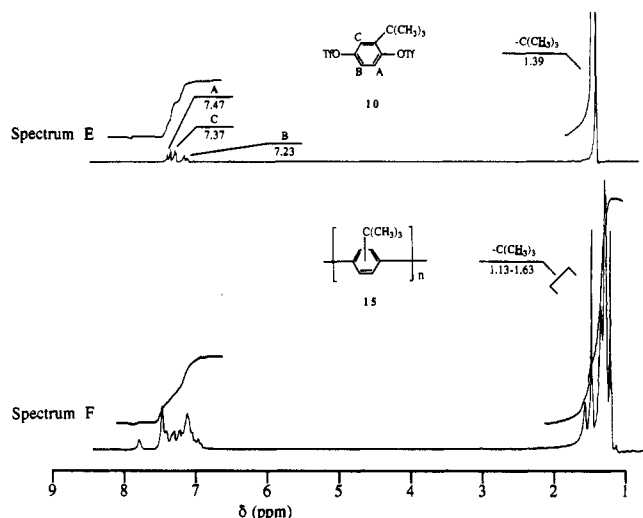 C(CH₃)₃
C
TfO
OTf
B
A
10
-C(CH₃)₃
1.39
A
7.47
C
7.37
B
7.23
Spectrum E
C(CH₃)₃
n
15
-C(CH₃)₃
1.13-1.63
Spectrum F
9 8 7 6 5 4 3 2 1
δ (ppm)